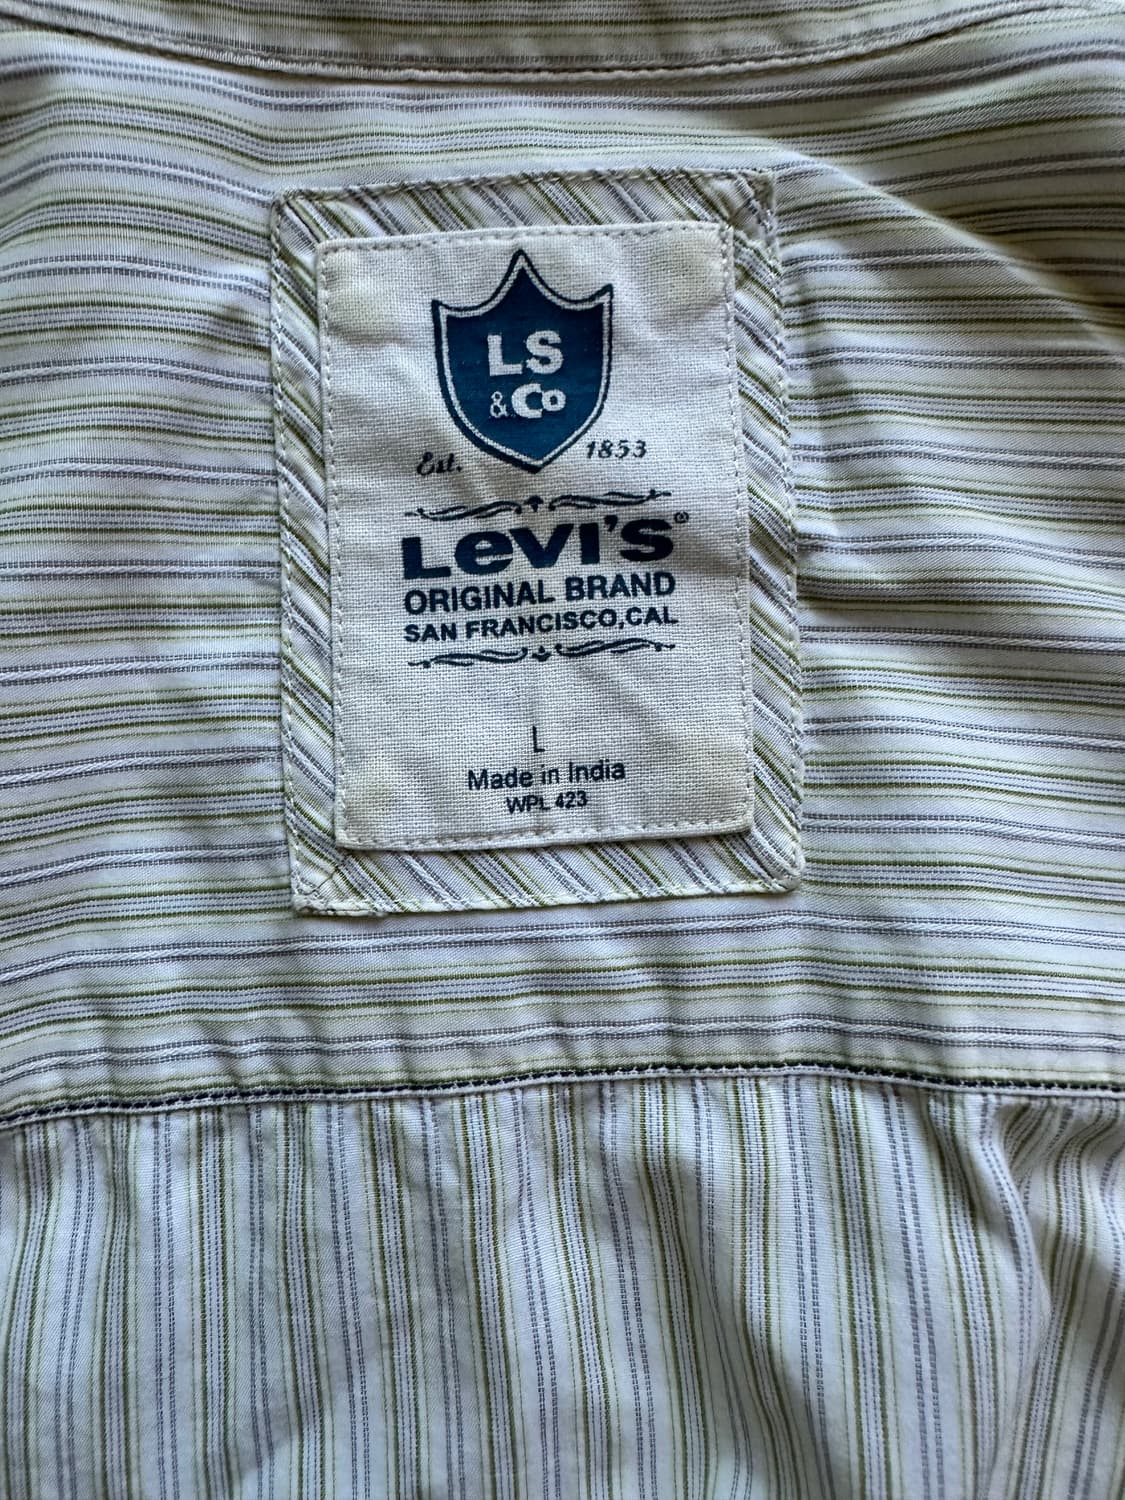 LS
& Co
Est. 1853
Levi's®
ORIGINAL BRAND
SAN FRANCISCO, CAL
L
Made in India
WPL 423